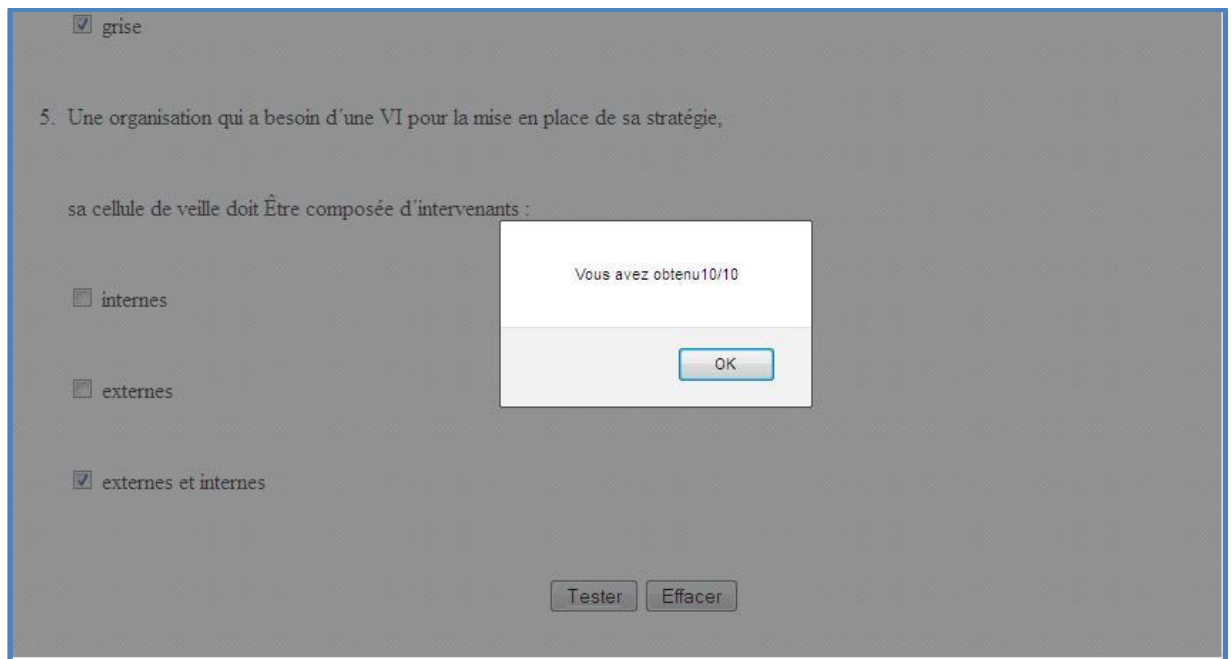 grise
5. Une organisation qui a besoin d´une VI pour la mise en place de sa stratégie,
sa cellule de veille doit Être composée d´intervenants :
Vous avez obtenu10/10
internes
OK
externes
externes et internes
Tester Effacer